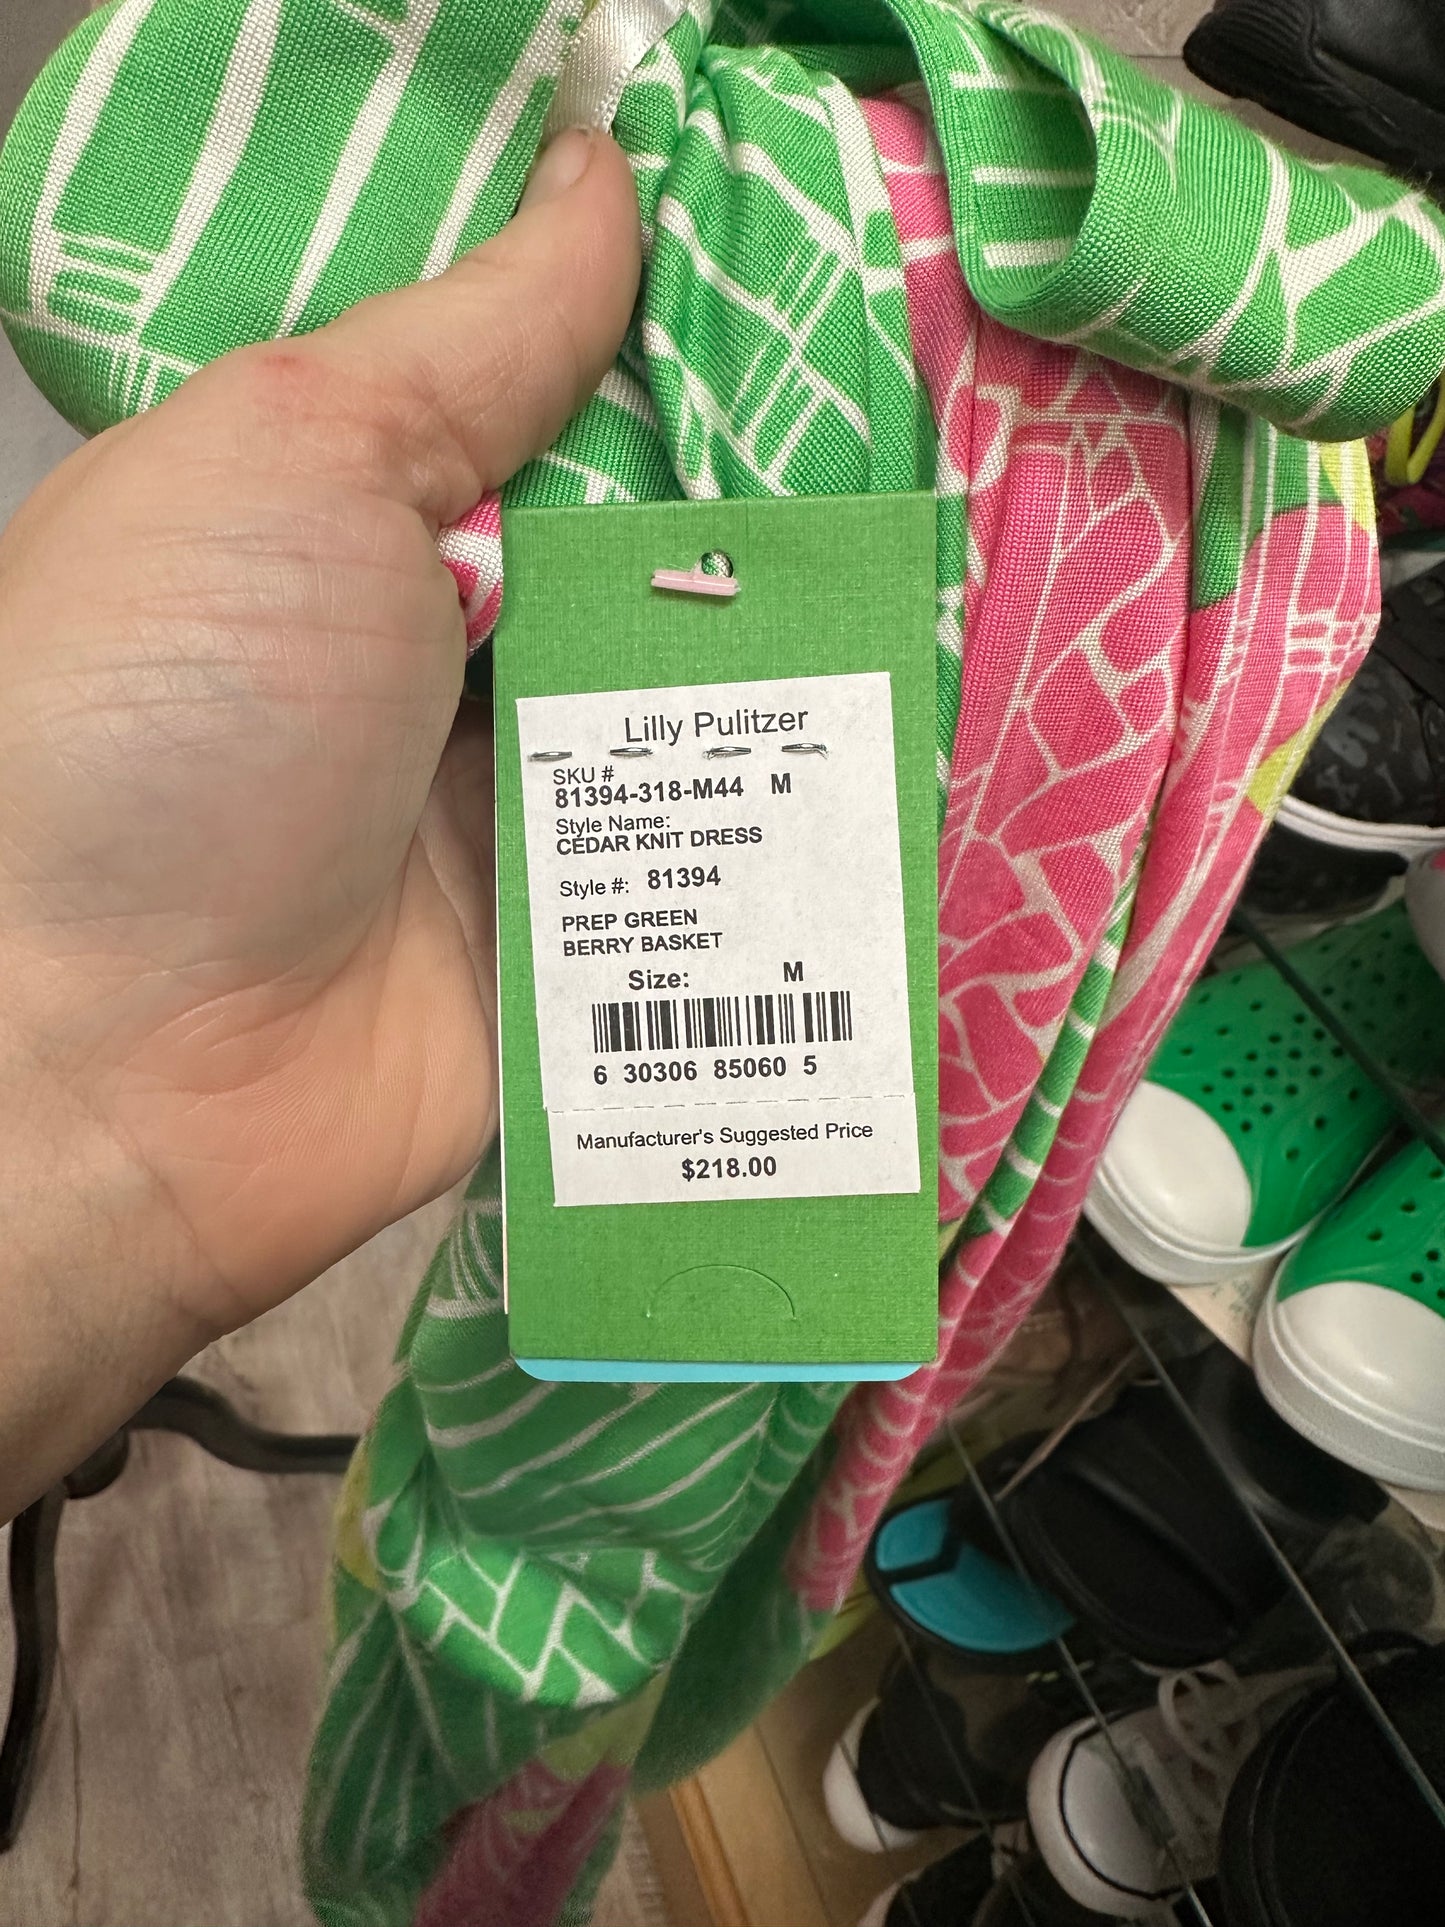 Lilly Pulitzer
SKU #
81394-318-M44 M
Style Name:
CEDAR KNIT DRESS
Style #: 81394
PREP GREEN
BERRY BASKET
Size: M
6 30306 85060 5
Manufacturer's Suggested Price
$218.00